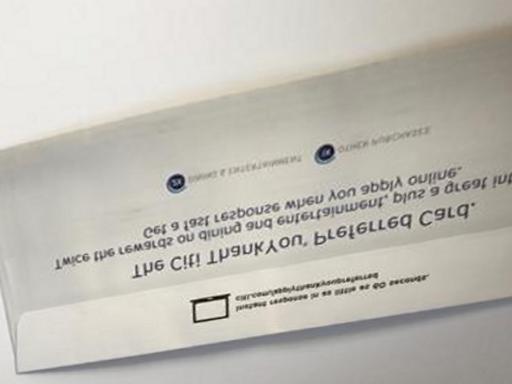 Instant response in as little as 60 seconds.
citi.com/applythankyoupreferred
The Citi ThankYou® Preferred Card.
Twice the rewards on dining and entertainment, plus a great int
Get a fast response when you apply online.
2X DINING & ENTERTAINMENT 1X OTHER PURCHASES